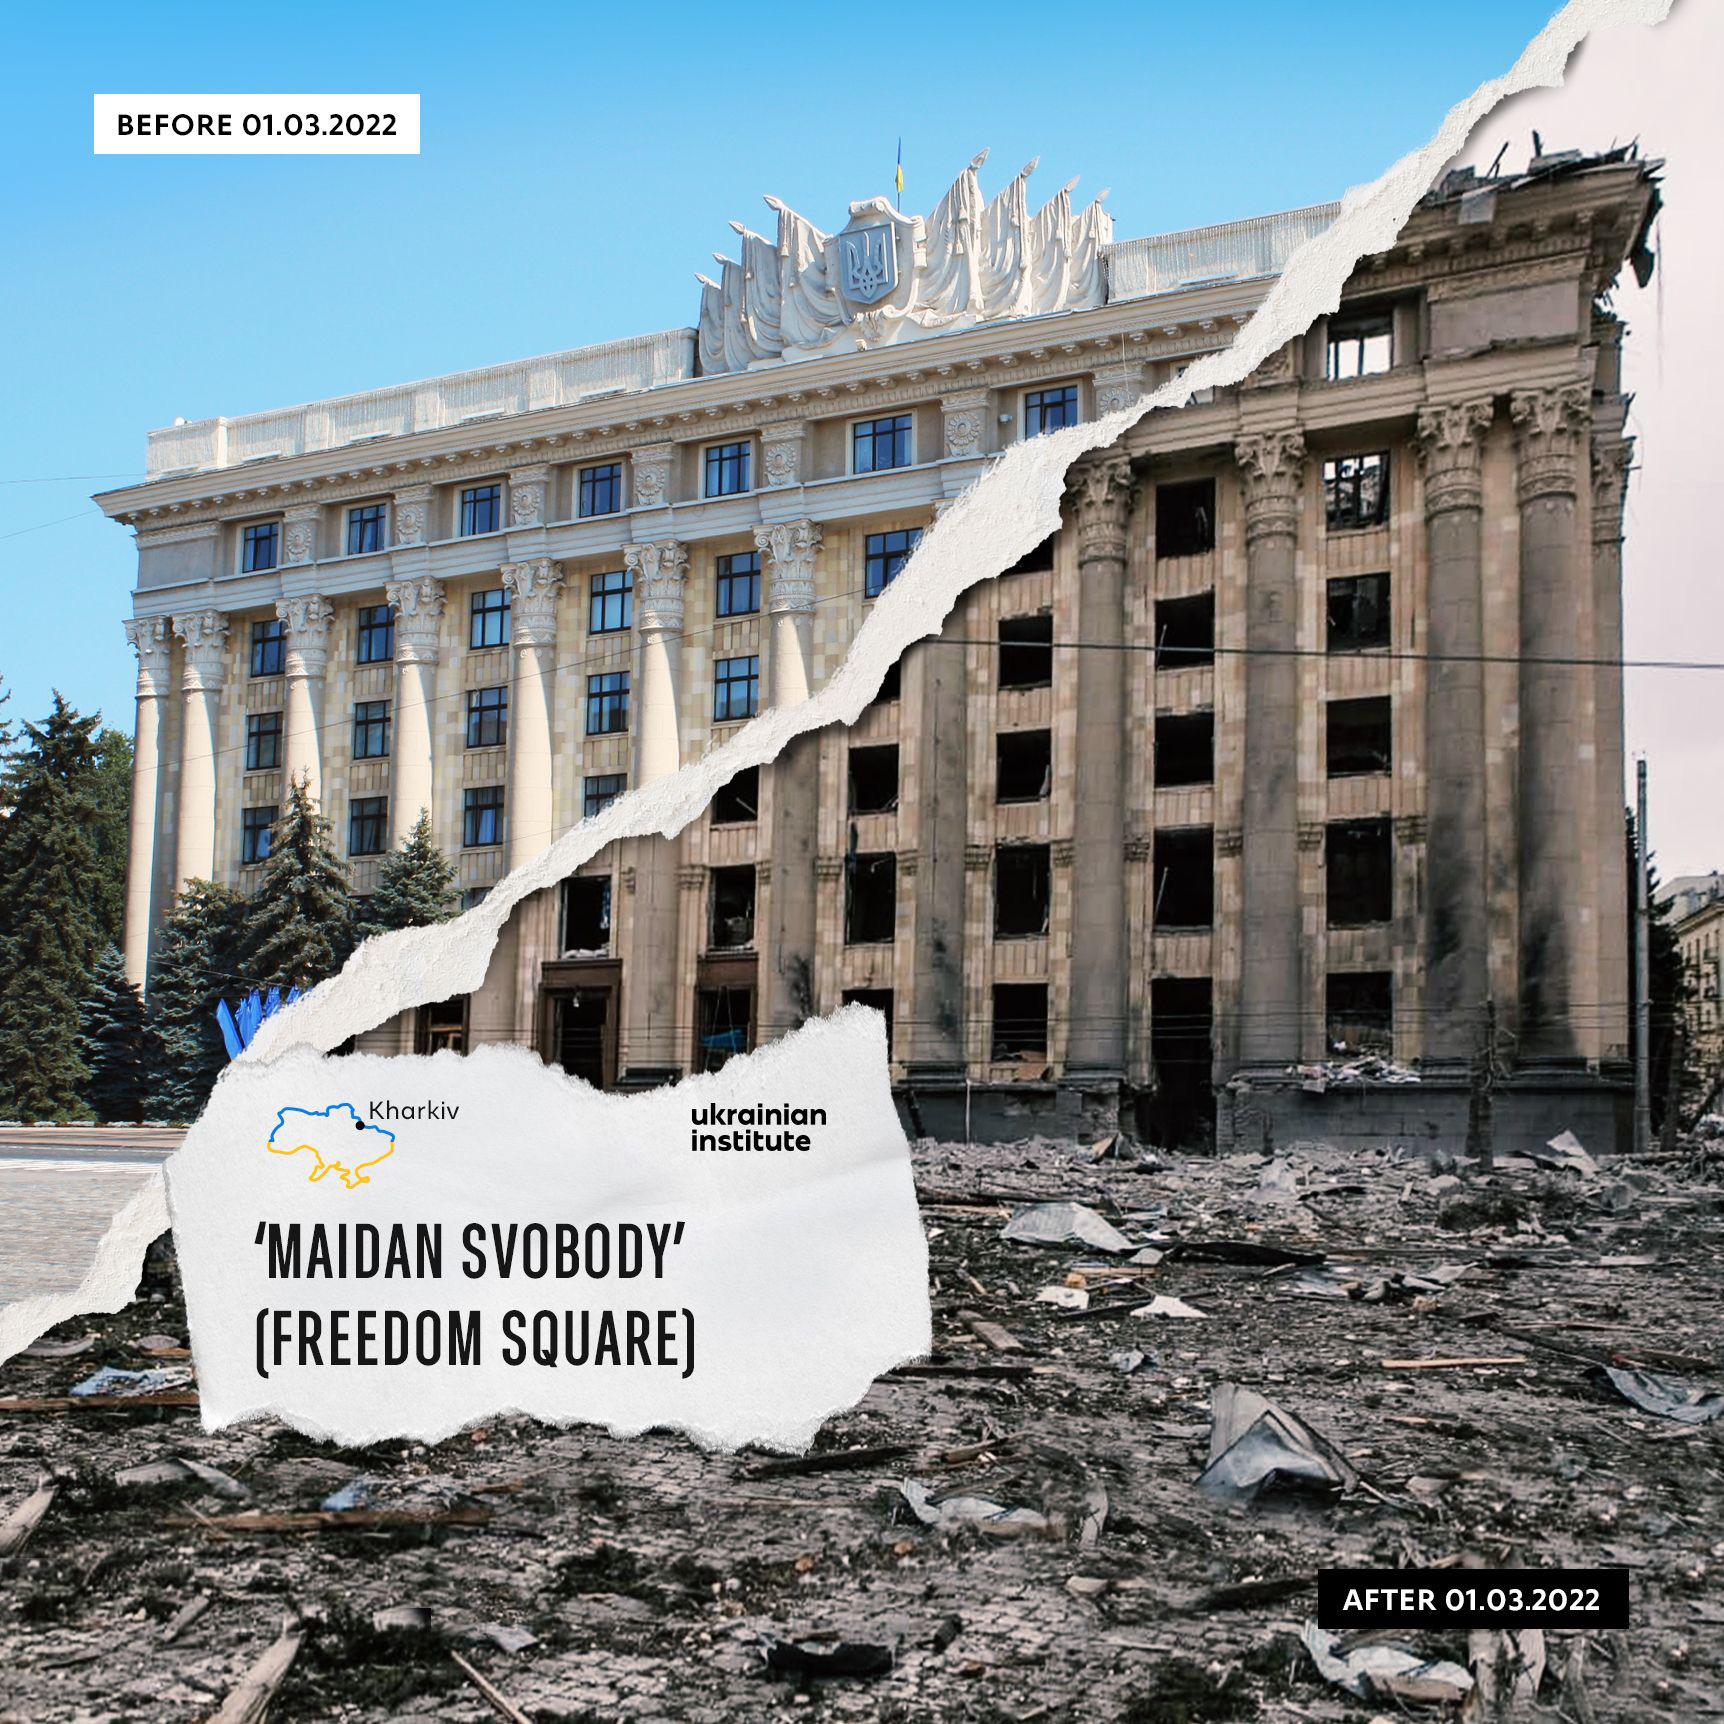 BEFORE 01.03.2022
Kharkiv
ukrainian
institute
‘MAIDAN SVOBODY’
(FREEDOM SQUARE)
AFTER 01.03.2022